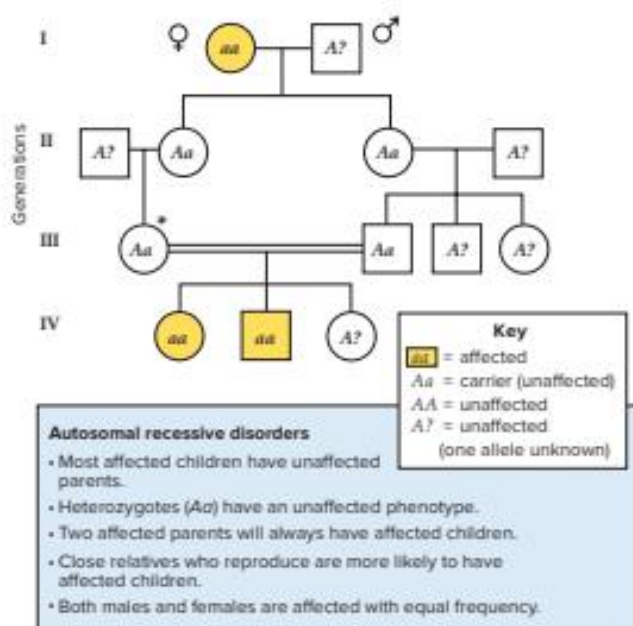 I
♀
aa
A?
♂
Generations
II
A?
Aa
Aa
A?
*
III
Aa
Aa
A?
A?
IV
aa
aa
A?
Key
aa = affected
Aa = carrier (unaffected)
AA = unaffected
A? = unaffected
(one allele unknown)
Autosomal recessive disorders
• Most affected children have unaffected
parents.
• Heterozygotes (Aa) have an unaffected phenotype.
• Two affected parents will always have affected children.
• Close relatives who reproduce are more likely to have
affected children.
• Both males and females are affected with equal frequency.